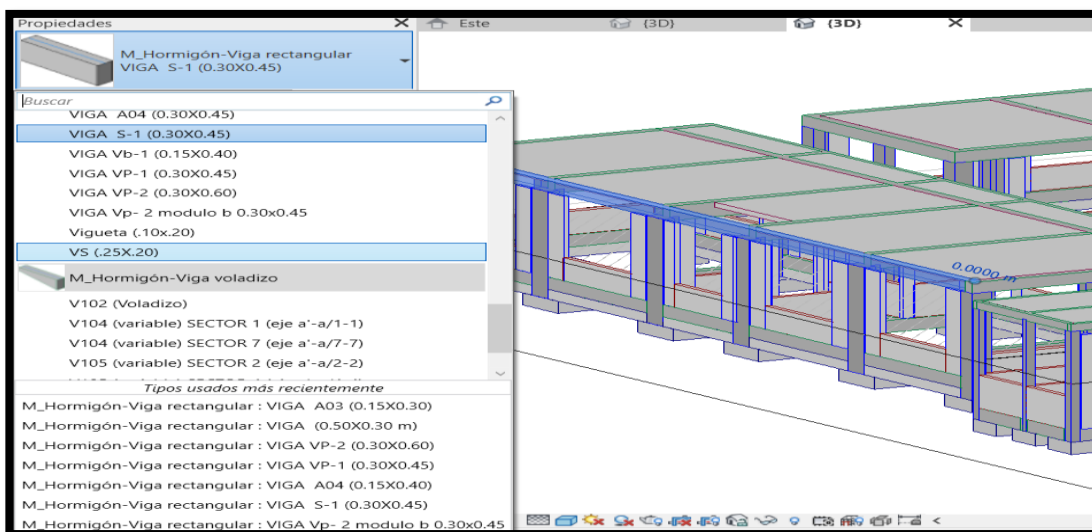 Propiedades
Este
{3D}
{3D}
M_Hormigón-Viga rectangular
VIGA S-1 (0.30X0.45)
Buscar
VIGA A04 (0.30X0.45)
VIGA S-1 (0.30X0.45)
VIGA Vb-1 (0.15X0.40)
VIGA VP-1 (0.30X0.45)
VIGA VP-2 (0.30X0.60)
VIGA Vp- 2 modulo b 0.30x0.45
Vigueta (.10x.20)
VS (.25X.20)
M_Hormigón-Viga voladizo
V102 (Voladizo)
V104 (variable) SECTOR 1 (eje a'-a/1-1)
V104 (variable) SECTOR 7 (eje a'-a/7-7)
V105 (variable) SECTOR 2 (eje a'-a/2-2)
Tipos usados más recientemente
M_Hormigón-Viga rectangular : VIGA A03 (0.15X0.30)
M_Hormigón-Viga rectangular : VIGA (0.50X0.30 m)
M_Hormigón-Viga rectangular : VIGA VP-2 (0.30X0.60)
M_Hormigón-Viga rectangular : VIGA VP-1 (0.30X0.45)
M_Hormigón-Viga rectangular : VIGA A04 (0.15X0.40)
M_Hormigón-Viga rectangular : VIGA S-1 (0.30X0.45)
M_Hormigón-Viga rectangular : VIGA Vp- 2 modulo b 0.30x0.45
0.0000 m